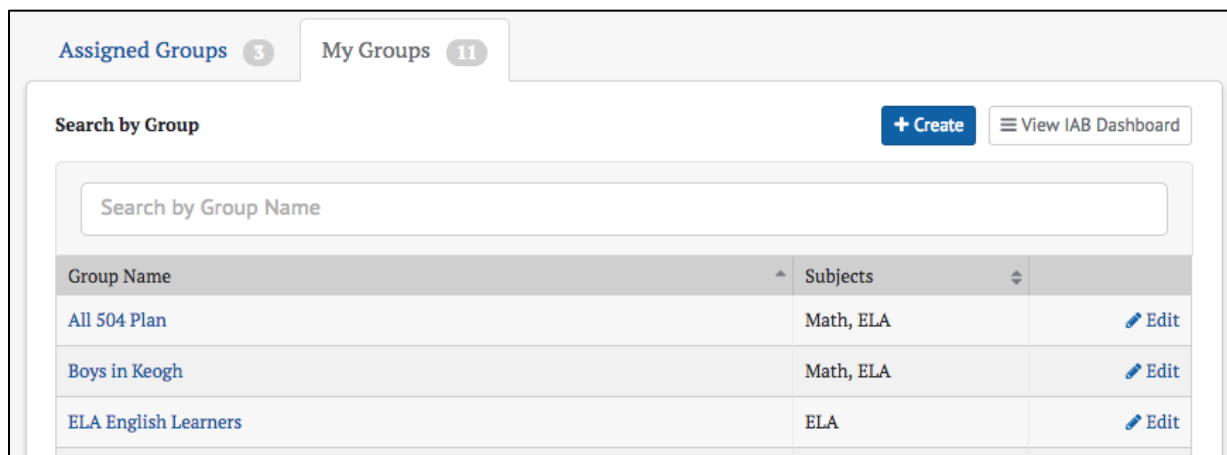 Assigned Groups 3 My Groups 11
Search by Group + Create View IAB Dashboard
Search by Group Name
Group Name Subjects
All 504 Plan Math, ELA Edit
Boys in Keogh Math, ELA Edit
ELA English Learners ELA Edit